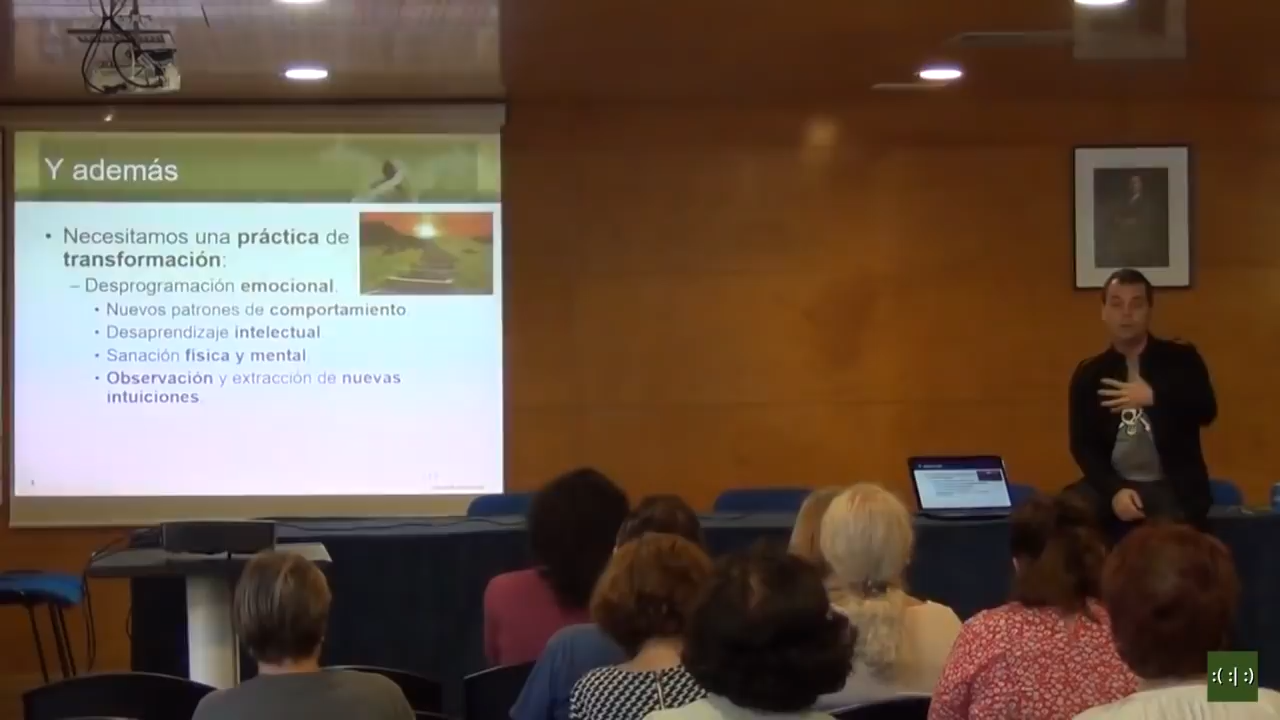 Y además
• Necesitamos una práctica de
transformación:
– Desprogramación emocional.
• Nuevos patrones de comportamiento
• Desaprendizaje intelectual
• Sanación física y mental
• Observación y extracción de nuevas
intuiciones
:( :| :)